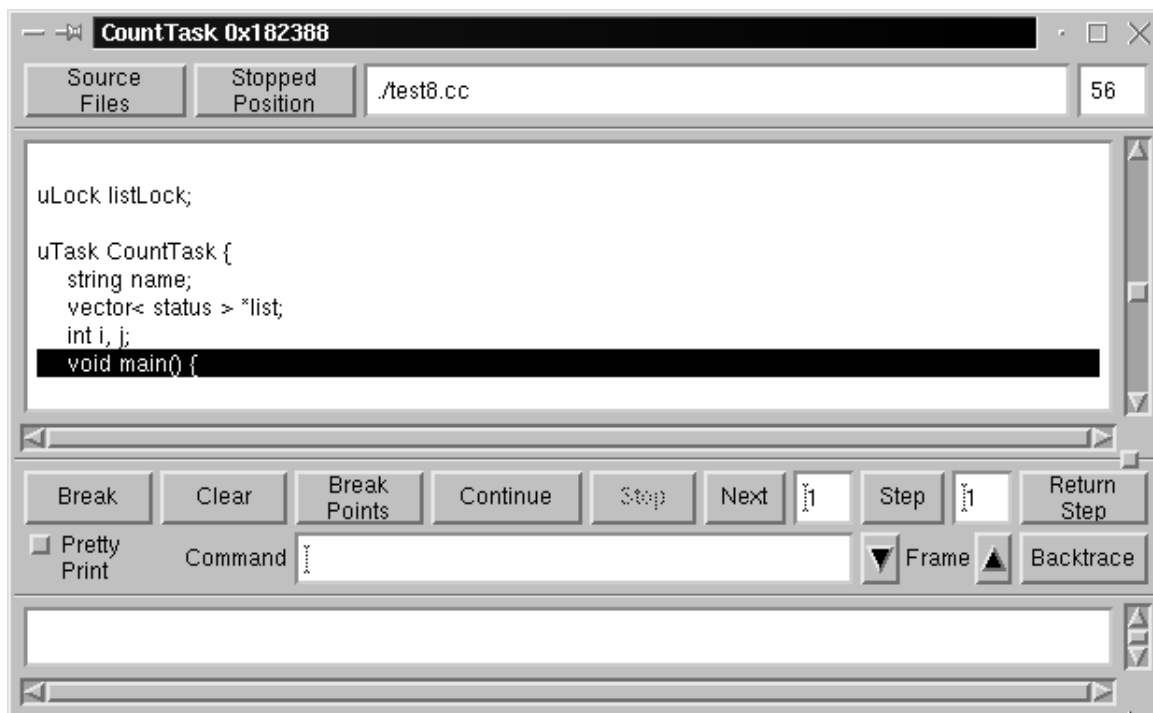 CountTask 0x182388
Source Files
Stopped Position
./test8.cc
56
uLock listLock;
uTask CountTask {
string name;
vector< status > *list;
int i, j;
void main() {
Break
Clear
Break Points
Continue
Stop
Next
1
Step
1
Return Step
Pretty Print
Command
Frame
Backtrace